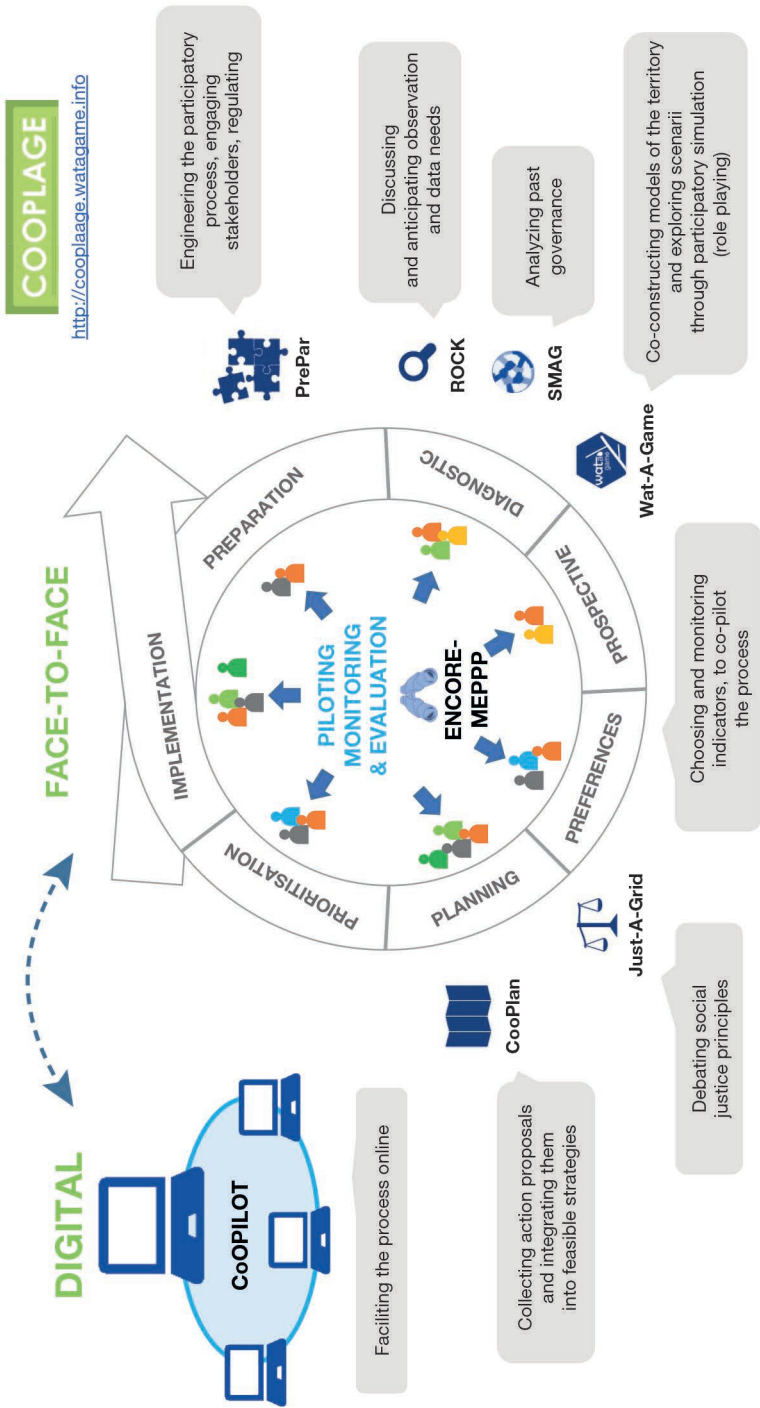 COOPLAGE
http://cooplaage.watagame.info
DIGITAL
FACE-TO-FACE
CoOPILOT
Faciliting the process online
IMPLEMENTATION
PREPARATION
DIAGNOSTIC
PROSPECTIVE
PREFERENCES
PLANNING
PRIORITISATION
PILOTING
MONITORING
& EVALUATION
ENCORE-
MEPPP
PrePar
Engineering the participatory
process, engaging
stakeholders, regulating
ROCK
Discussing
and anticipating observation
and data needs
SMAG
Analyzing past
governance
wat
a
game
Wat-A-Game
Co-constructing models of the territory
and exploring scenarii
through participatory simulation
(role playing)
Choosing and monitoring
indicators, to co-pilot
the process
Just-A-Grid
Debating social
justice principles
CooPlan
Collecting action proposals
and integrating them
into feasible strategies